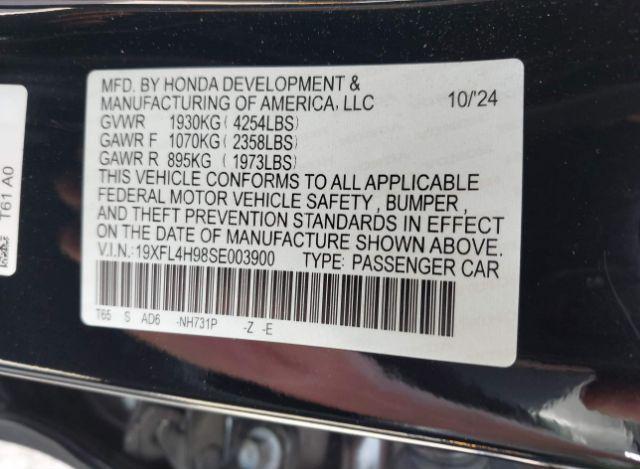 MFD. BY HONDA DEVELOPMENT &
MANUFACTURING OF AMERICA, LLC 10/'24
GVWR 1930KG ( 4254LBS)
GAWR F 1070KG ( 2358LBS)
GAWR R 895KG ( 1973LBS)
THIS VEHICLE CONFORMS TO ALL APPLICABLE
FEDERAL MOTOR VEHICLE SAFETY , BUMPER,
AND THEFT PREVENTION STANDARDS IN EFFECT
ON THE DATE OF MANUFACTURE SHOWN ABOVE.
V.I.N.:19XFL4H98SE003900 TYPE: PASSENGER CAR
T65 S AD6 -NH731P -Z -E
T61 A0